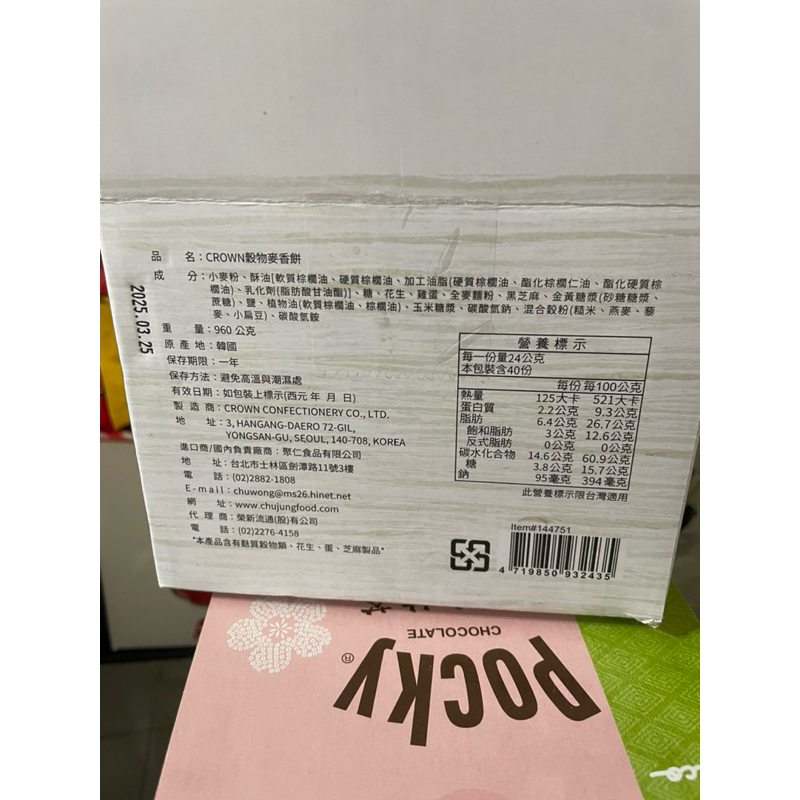 品 名：CROWN穀物麥香餅
成 分：小麥粉、酥油[軟質棕櫚油、硬質棕櫚油、加工油脂(硬質棕櫚油、酯化棕櫚仁油、酯化硬質棕
櫚油)、乳化劑(脂肪酸甘油酯)]、糖、花生、雞蛋、全麥麵粉、黑芝麻、金黃糖漿(砂糖糖漿、
蔗糖)、鹽、植物油(軟質棕櫚油、棕櫚油)、玉米糖漿、碳酸氫鈉、混合穀粉(糙米、燕麥、藜
麥、小扁豆)、碳酸氫銨
2025.03.25
重 量：960 公克
原 產 地：韓國
保存期限：一年
保存方法：避免高溫與潮濕處
有效日期：如包裝上標示(西元 年 月 日)
製 造 商：CROWN CONFECTIONERY CO., LTD.
地 址：3, HANGANG-DAERO 72-GIL,
YONGSAN-GU, SEOUL, 140-708, KOREA
進口商/國內負責廠商：聚仁食品有限公司
地 址：台北市士林區劍潭路11號3樓
電 話：(02)2882-1808
E-mail：chuwong@ms26.hinet.net
網 址：www.chujungfood.com
代 理 商：榮新流通(股)有限公司
電 話：(02)2276-4158
*本產品含有麩質穀物類、花生、蛋、芝麻製品*
營養標示
每一份量24公克
本包裝含40份
每份 每100公克
熱量 125大卡 521大卡
蛋白質 2.2公克 9.3公克
脂肪 6.4公克 26.7公克
飽和脂肪 3公克 12.6公克
反式脂肪 0公克 0公克
碳水化合物 14.6公克 60.9公克
糖 3.8公克 15.7公克
鈉 95毫克 394毫克
此營養標示限台灣適用
Item#144751
4 719850 932435
CHOCOLATE
Pocky®